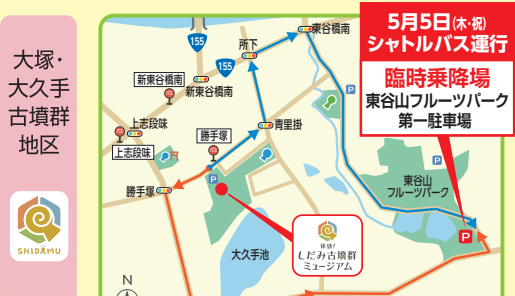 大塚・
大久手
古墳群
地区
SHIDAMU
5月5日(木・祝)
シャトルバス運行
臨時乗降場
東谷山フルーツパーク
第一駐車場
155
155
所下
東谷橋南
新東谷橋南
新東谷橋南
上志段味
上志段味
青里掛
勝手塚
勝手塚
P
P
P
P
東谷山
フルーツパーク
大久手池
体感!
しだみ古墳群
ミュージアム
N